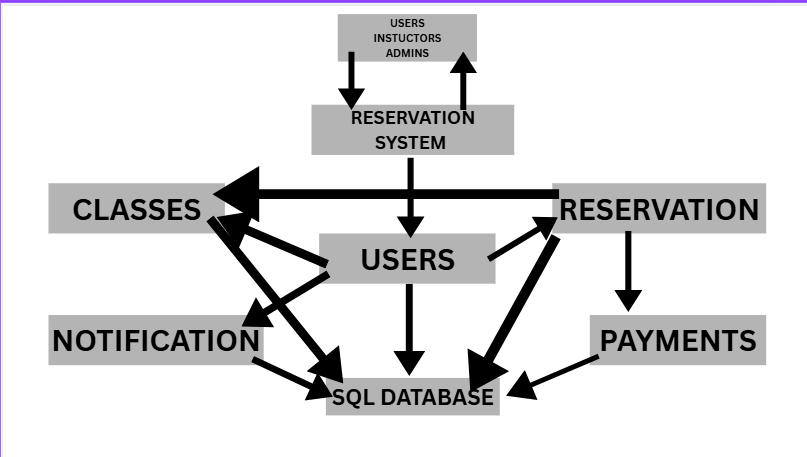 USERS
INSTUCTORS
ADMINS
RESERVATION
SYSTEM
CLASSES
RESERVATION
USERS
NOTIFICATION
PAYMENTS
SQL DATABASE